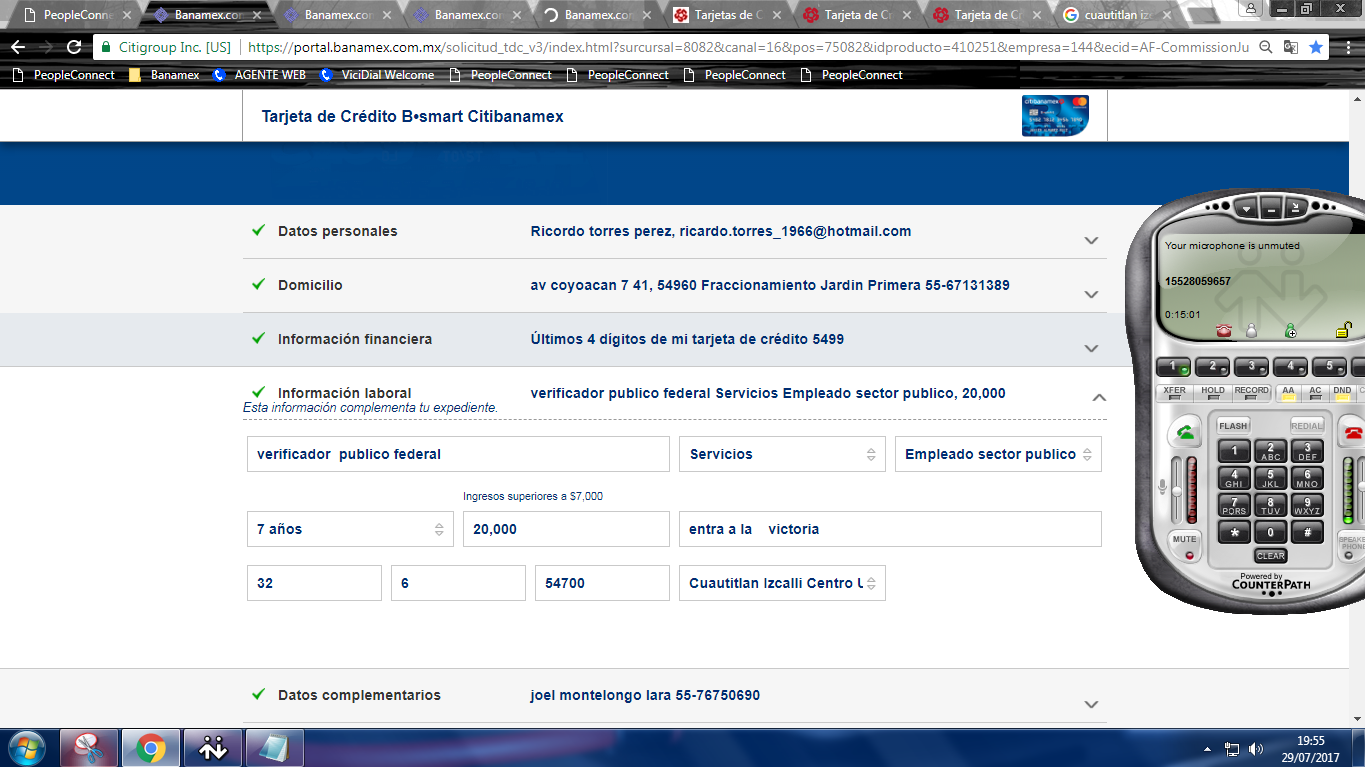 PeopleConne
Banamex.co
Banamex.co
Banamex.co
Banamex.co
Tarjetas de C
Tarjeta de C
Tarjeta de C
cuautitlan iz
Citigroup Inc. [US]
https://portal.banamex.com.mx/solicitud_tdc_v3/index.html?surcursal=8082&canal=16&pos=75082&idproducto=410251&empresa=144&ecid=AF-CommissionJu
PeopleConnect
Banamex
AGENTE WEB
ViciDial Welcome
PeopleConnect
PeopleConnect
PeopleConnect
PeopleConnect
Tarjeta de Crédito B•smart Citibanamex
citibanamex
Datos personales
Ricordo torres perez, ricardo.torres_1966@hotmail.com
Domicilio
av coyoacan 7 41, 54960 Fraccionamiento Jardin Primera 55-67131389
Información financiera
Últimos 4 dígitos de mi tarjeta de crédito 5499
Información laboral
verificador publico federal Servicios Empleado sector publico, 20,000
Esta información complementa tu expediente.
verificador  publico federal
Servicios
Empleado sector publico
Ingresos superiores a $7,000
7 años
20,000
entra a la    victoria
32
6
54700
Cuautitlan Izcalli Centro U
Datos complementarios
joel montelongo lara 55-76750690
Your microphone is unmuted
15528059657
0:15:01
1 2 3 4 5
XFER HOLD RECORD AA AC DND C
FLASH
REDIAL
1 2 ABC 3 DEF
4 GHI 5 JKL 6 MNO
7 PQRS 8 TUV 9 WXYZ
* 0 #
MUTE
SPEAKE
PHONE
CLEAR
Powered by
COUNTERPATH
19:55
29/07/2017